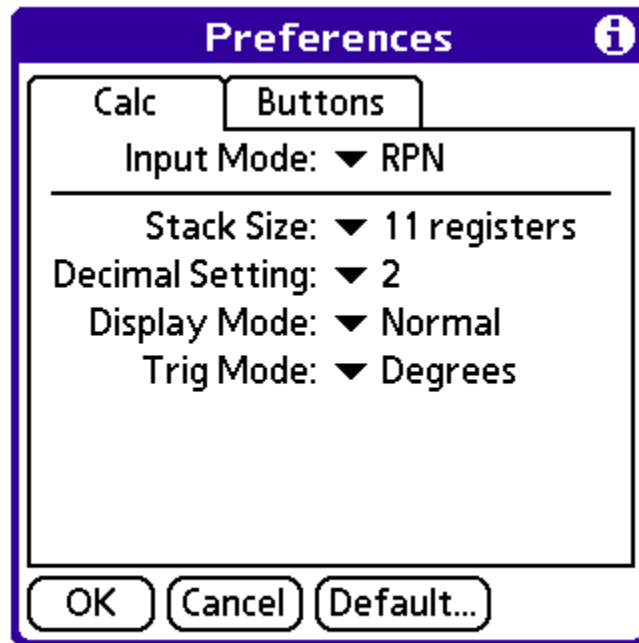 Preferences
Calc Buttons
Input Mode: RPN
Stack Size: 11 registers
Decimal Setting: 2
Display Mode: Normal
Trig Mode: Degrees
OK Cancel Default...